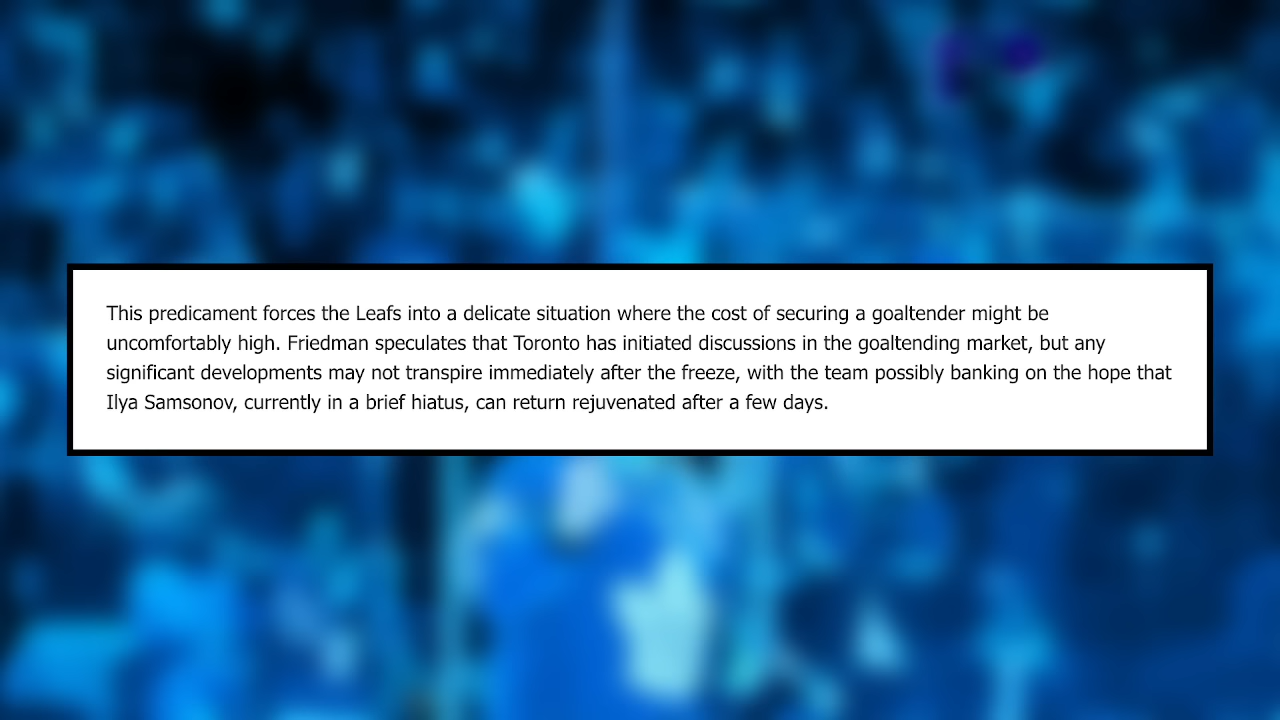 This predicament forces the Leafs into a delicate situation where the cost of securing a goaltender might be
uncomfortably high. Friedman speculates that Toronto has initiated discussions in the goaltending market, but any
significant developments may not transpire immediately after the freeze, with the team possibly banking on the hope that
Ilya Samsonov, currently in a brief hiatus, can return rejuvenated after a few days.